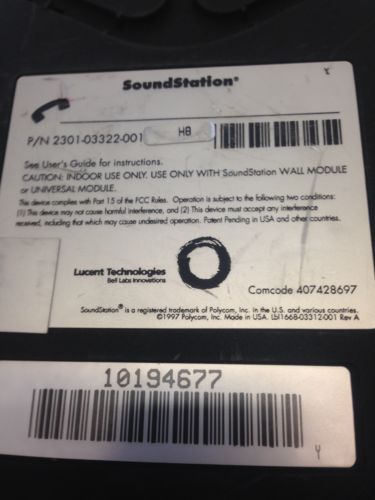 SoundStation®
Y
P/N 2301-03322-001 H8
See User's Guide for instructions.
CAUTION: INDOOR USE ONLY. USE ONLY WITH SoundStation WALL MODULE
or UNIVERSAL MODULE.
This device complies with Part 15 of the FCC Rules. Operation is subject to the following two conditions:
(1) This device may not cause harmful interference, and (2) This device must accept any interference
received, including that which may cause undesired operation. Patent Pending in USA and other countries.
Lucent Technologies
Bell Labs Innovations
Comcode 407428697
SoundStation® is a registered trademark of Polycom, Inc. in the U.S. and various countries.
©1997 Polycom, Inc. Made in USA. Lbl1668-03312-001 Rev A
10194677
Y